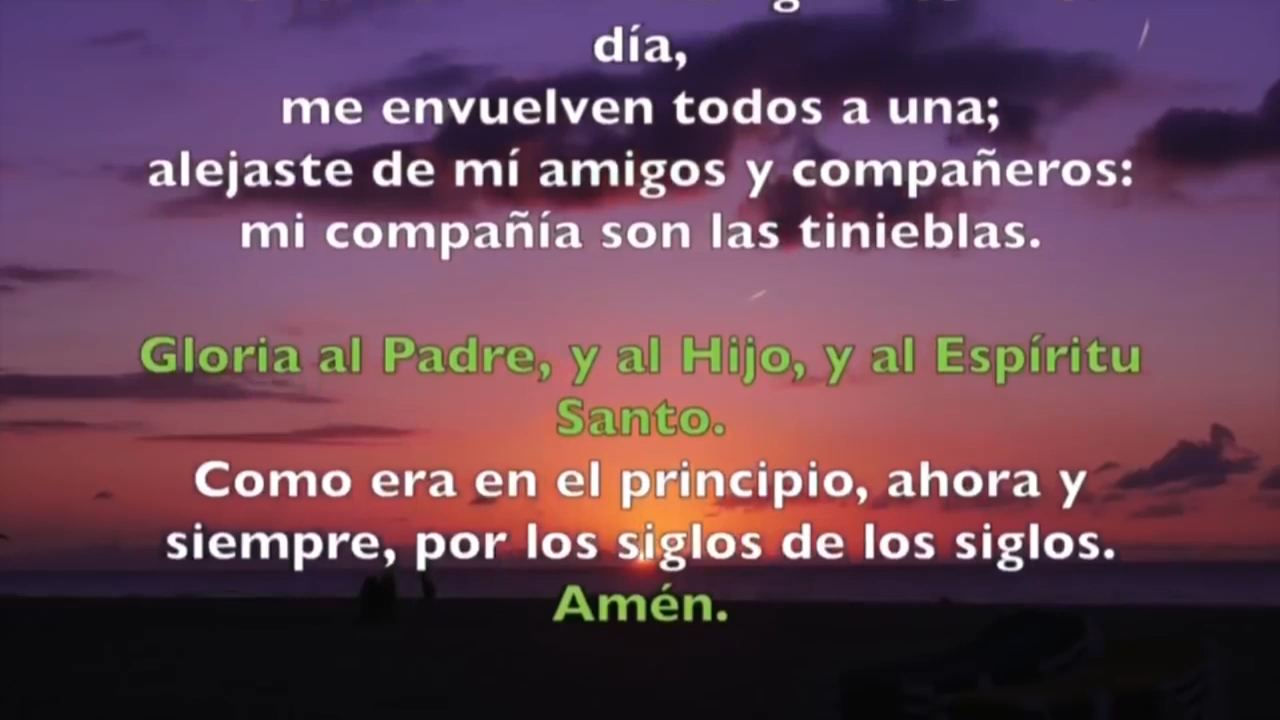 día,
me envuelven todos a una;
alejaste de mí amigos y compañeros:
mi compañía son las tinieblas.
Gloria al Padre, y al Hijo, y al Espíritu
Santo.
Como era en el principio, ahora y
siempre, por los siglos de los siglos.
Amén.